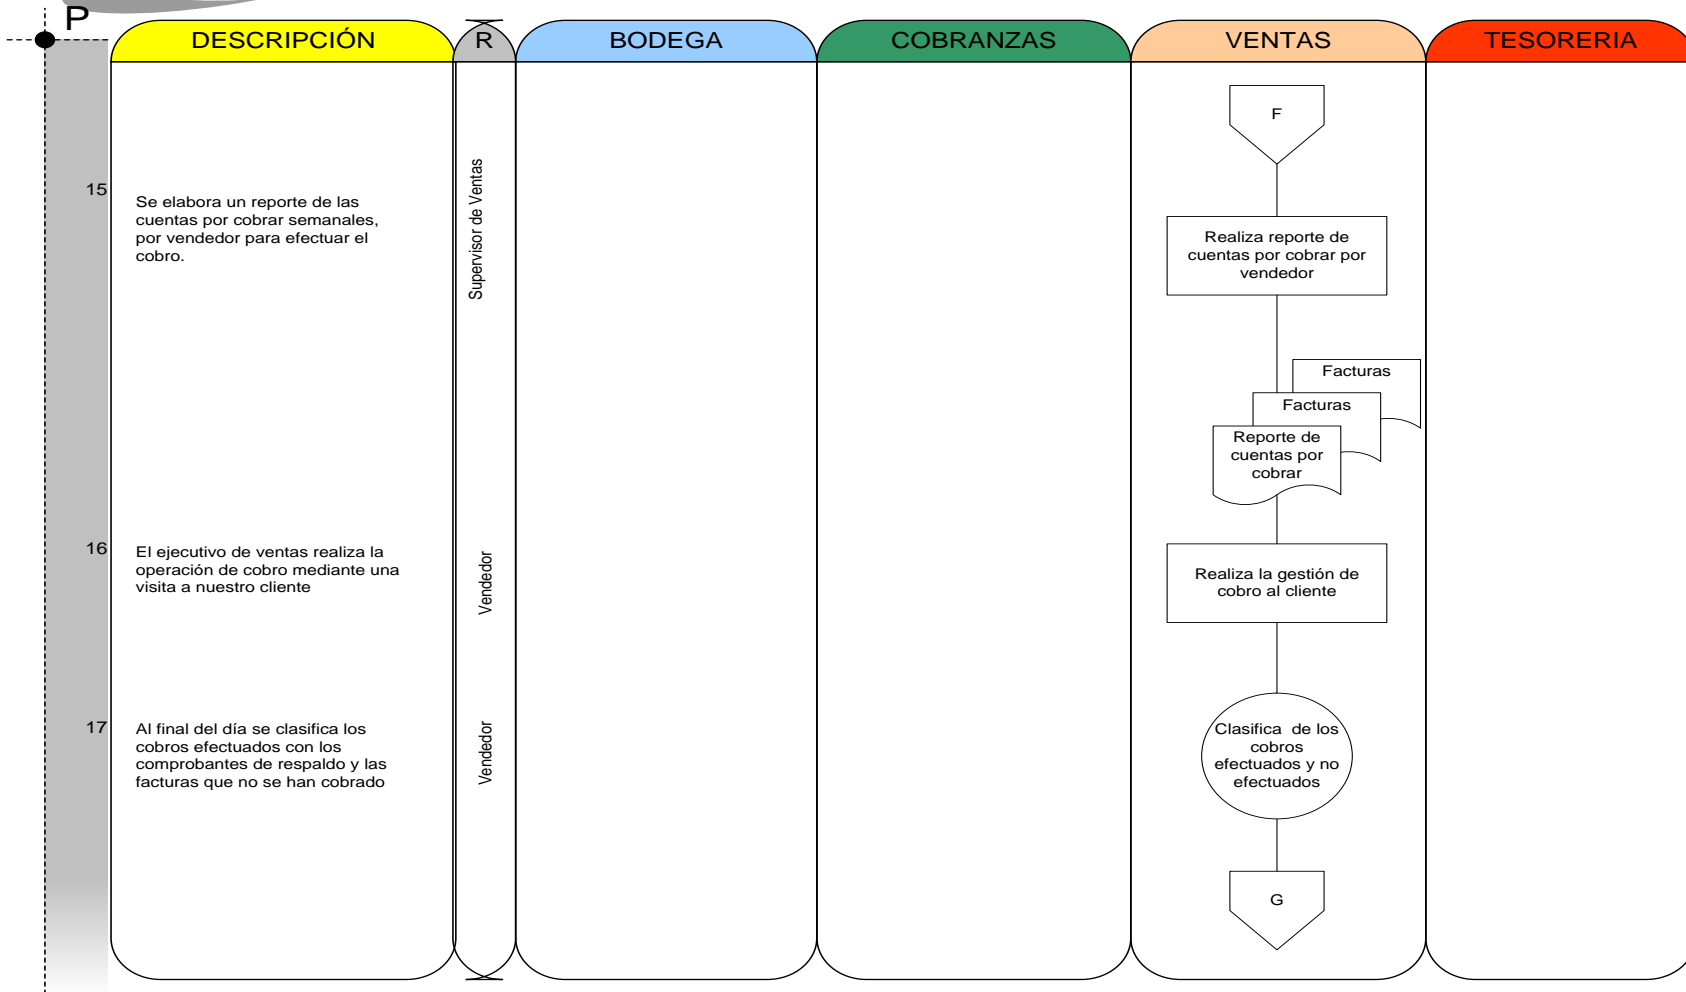 P
DESCRIPCIÓN
R
BODEGA
COBRANZAS
VENTAS
TESORERIA
F
15
Se elabora un reporte de las
cuentas por cobrar semanales,
por vendedor para efectuar el
cobro.
Supervisor de Ventas
Realiza reporte de
cuentas por cobrar por
vendedor
Facturas
Facturas
Reporte de
cuentas por
cobrar
16
El ejecutivo de ventas realiza la
operación de cobro mediante una
visita a nuestro cliente
Vendedor
Realiza la gestión de
cobro al cliente
17
Al final del día se clasifica los
cobros efectuados con los
comprobantes de respaldo y las
facturas que no se han cobrado
Vendedor
Clasifica  de los
cobros
efectuados y no
efectuados
G